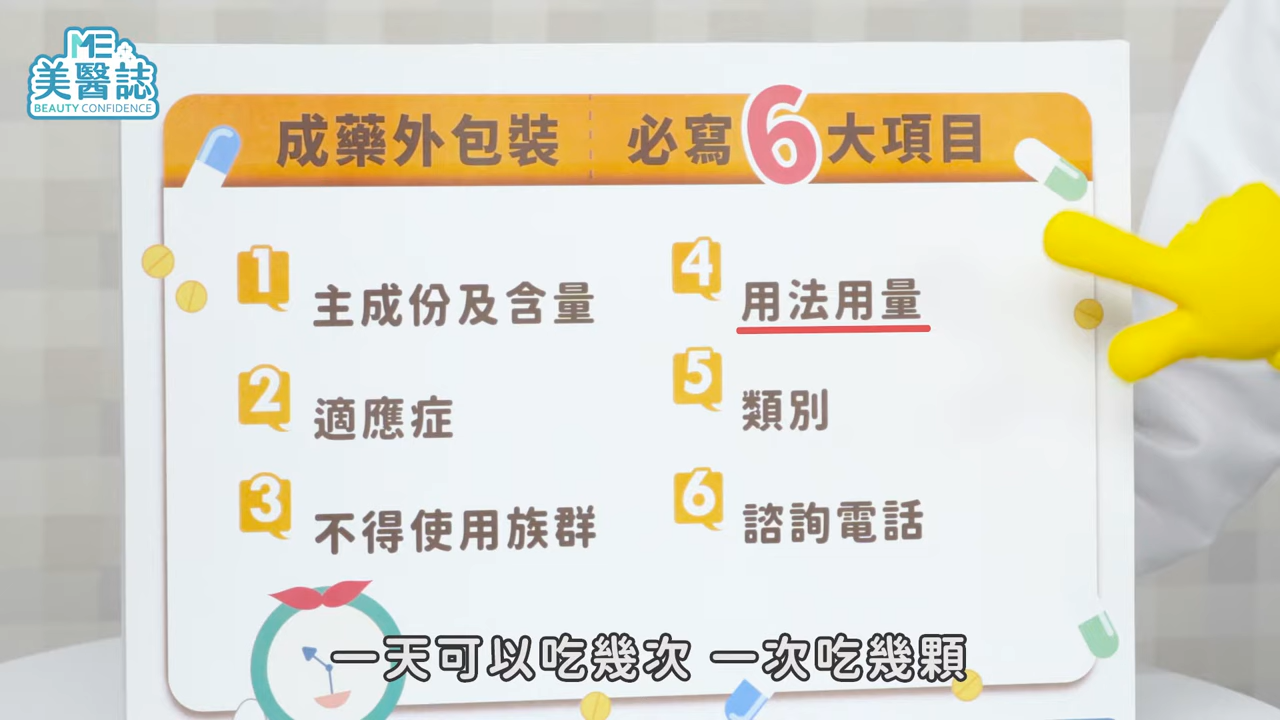 ME
美醫誌
BEAUTY CONFIDENCE
成藥外包裝 必寫6大項目
1 主成份及含量
2 適應症
3 不得使用族群
4 用法用量
5 類別
6 諮詢電話
一天可以吃幾次 一次吃幾顆